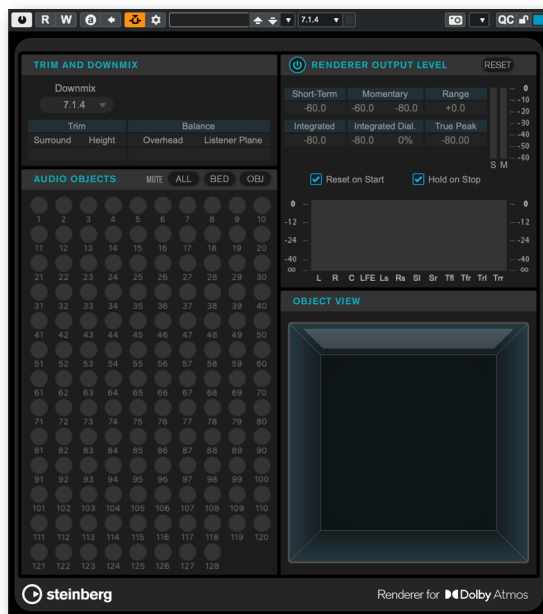 R W a 7.1.4 QC
TRIM AND DOWNMIX
Downmix
7.1.4
Trim Balance
Surround Height Overhead Listener Plane
AUDIO OBJECTS MUTE ALL BED OBJ
1 2 3 4 5 6 7 8 9 10
11 12 13 14 15 16 17 18 19 20
21 22 23 24 25 26 27 28 29 30
31 32 33 34 35 36 37 38 39 40
41 42 43 44 45 46 47 48 49 50
51 52 53 54 55 56 57 58 59 60
61 62 63 64 65 66 67 68 69 70
71 72 73 74 75 76 77 78 79 80
81 82 83 84 85 86 87 88 89 90
91 92 93 94 95 96 97 98 99 100
101 102 103 104 105 106 107 108 109 110
111 112 113 114 115 116 117 118 119 120
121 122 123 124 125 126 127 128
RENDERER OUTPUT LEVEL RESET
Short-Term Momentary Range
-60.0 -60.0 -80.0 +0.0
Integrated Integrated Dial. True Peak
-80.0 -80.0 0% -80.00
0
-10
-20
-30
-40
-50
-60
S M
Reset on Start Hold on Stop
0 0
-12 -12
-24 -24
-40 -40
∞ ∞
L R C LFE Ls Rs Sl Sr Tfl Tfr Trl Trr
OBJECT VIEW
steinberg Renderer for Dolby Atmos